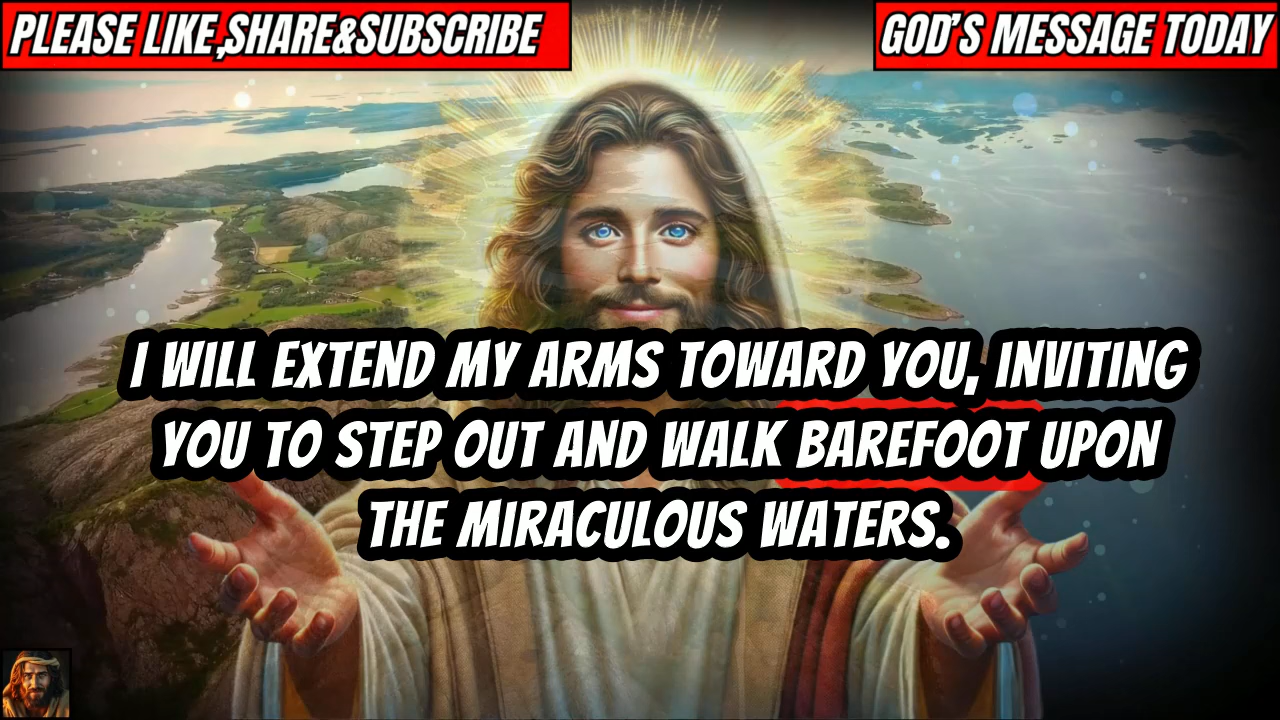 PLEASE LIKE,SHARE&SUBSCRIBE
GOD'S MESSAGE TODAY
I WILL EXTEND MY ARMS TOWARD YOU, INVITING
YOU TO STEP OUT AND WALK BAREFOOT UPON
THE MIRACULOUS WATERS.